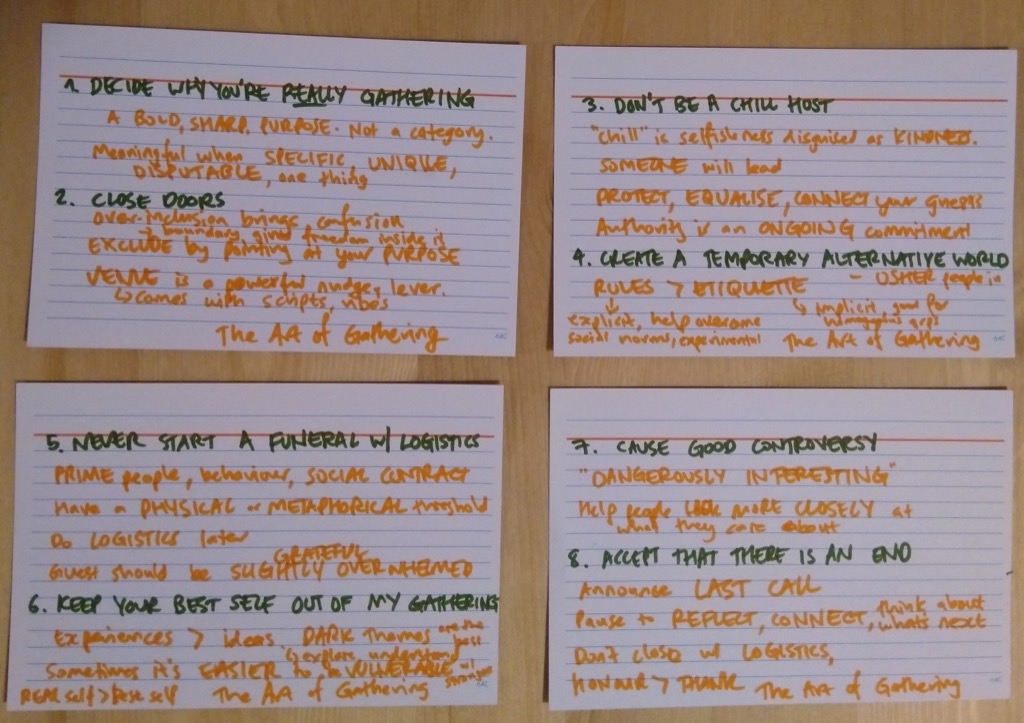 1. DECIDE WHY YOU'RE REALLY GATHERING
A BOLD, SHARP PURPOSE. Not a category.
Meaningful when SPECIFIC, UNIQUE,
DISPUTABLE, one thing
2. CLOSE DOORS
Over-inclusion brings confusion
→ boundary give freedom inside it
EXCLUDE by pointing at your PURPOSE
VENUE is a powerful nudge, lever.
↳ comes with scripts, vibes
The Art of Gathering
3. DON'T BE A CHILL HOST
"Chill" is selfishness disguised as KINDNESS.
SOMEONE will lead
PROTECT, EQUALISE, CONNECT your guests
Authority is an ONGOING commitment
4. CREATE A TEMPORARY ALTERNATIVE WORLD
RULES > ETIQUETTE – USHER people in
↳ implicit, good for
explicit, help overcome
social norms, experimental
The Art of Gathering
5. NEVER START A FUNERAL W/ LOGISTICS
PRIME people, behaviour, SOCIAL CONTRACT
Have a PHYSICAL or METAPHORICAL threshold
Do LOGISTICS later
GRATEFUL
Guest should be SLIGHTLY OVERWHELMED
6. KEEP YOUR BEST SELF OUT OF MY GATHERING
Experiences > ideas. DARK Themes are the best
↳ explore, understand
Sometimes it's EASIER to be VULNERABLE w/ strangers
REAL self > best self
The Art of Gathering
7. CAUSE GOOD CONTROVERSY
"DANGEROUSLY INTERESTING"
Help people LOOK MORE CLOSELY at
what they care about
8. ACCEPT THAT THERE IS AN END
Announce LAST CALL
Pause to REFLECT, CONNECT, think about
what's next
Don't close w/ LOGISTICS,
HONOUR > THANK
The Art of Gathering